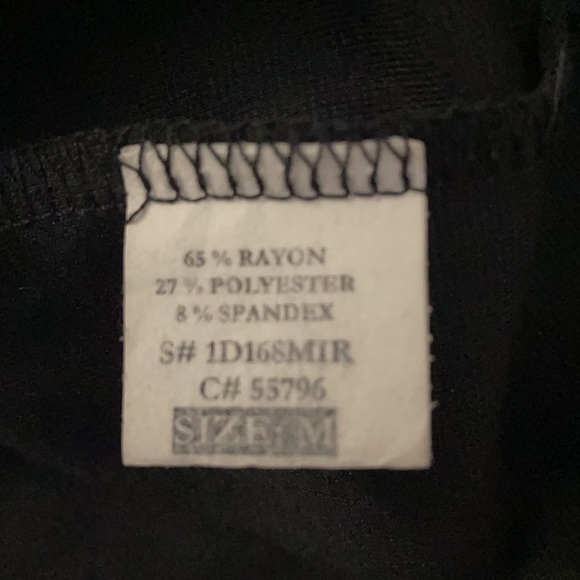 65 % RAYON
27 % POLYESTER
8 % SPANDEX
S# 1D168MIR
C# 55796
SIZE: M